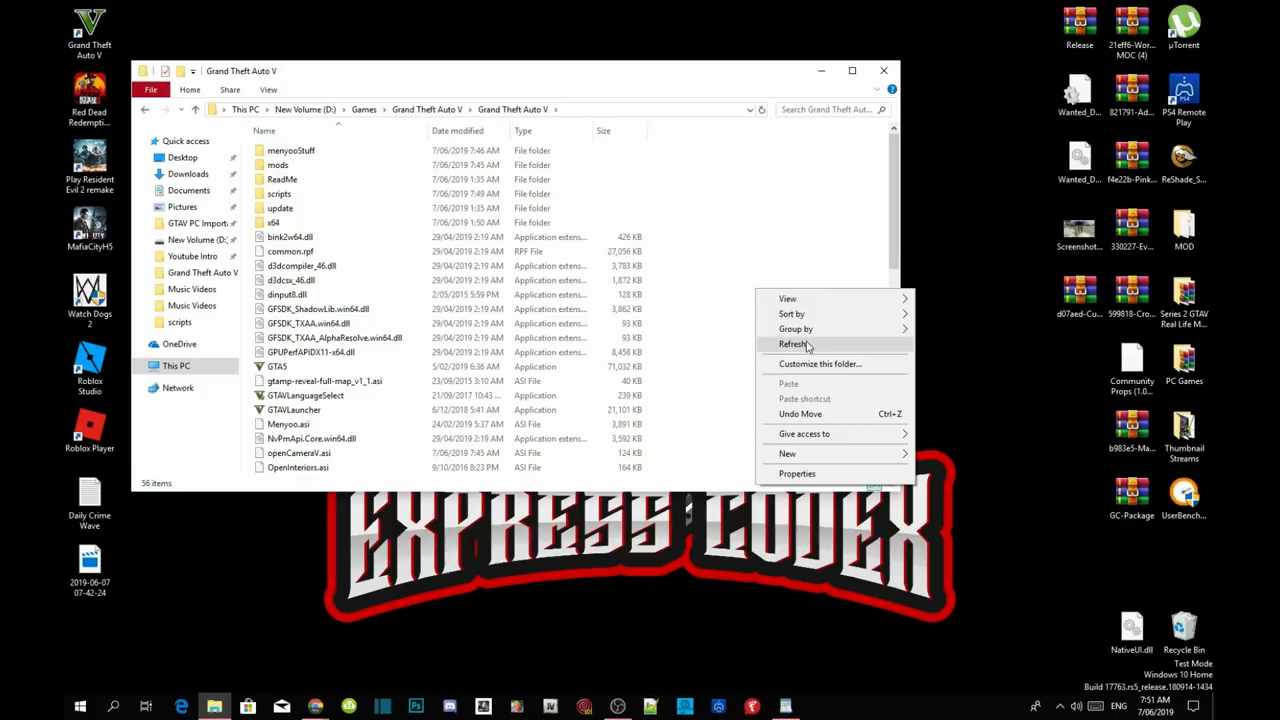 Grand Theft Auto V
Red Dead Redempti...
Play Resident Evil 2 remake
MafiaCityH5
Watch Dogs 2
Roblox Studio
Roblox Player
Daily Crime Wave
2019-06-07 07-42-24
Grand Theft Auto V
File Home Share View
This PC New Volume (D:) Games Grand Theft Auto V Grand Theft Auto V
Search Grand Theft Aut...
Quick access
Desktop
Downloads
Documents
Pictures
GTAV PC Import
New Volume (D:)
Youtube Intro
Grand Theft Auto V
Music Videos
Music Videos
scripts
OneDrive
This PC
Network
Name Date modified Type Size
menyooStuff 7/06/2019 7:46 AM File folder
mods 7/06/2019 7:45 AM File folder
ReadMe 7/06/2019 1:35 AM File folder
scripts 7/06/2019 7:49 AM File folder
update 7/06/2019 1:35 AM File folder
x64 7/06/2019 1:50 AM File folder
bink2w64.dll 29/04/2019 2:19 AM Application extens... 426 KB
common.rpf 29/04/2019 2:19 AM RPF File 27,056 KB
d3dcompiler_46.dll 29/04/2019 2:19 AM Application extens... 3,783 KB
d3dcsx_46.dll 29/04/2019 2:19 AM Application extens... 1,872 KB
dinput8.dll 2/05/2015 5:59 PM Application extens... 128 KB
GFSDK_ShadowLib.win64.dll 29/04/2019 2:19 AM Application extens... 3,862 KB
GFSDK_TXAA.win64.dll 29/04/2019 2:19 AM Application extens... 93 KB
GFSDK_TXAA_AlphaResolve.win64.dll 29/04/2019 2:19 AM Application extens... 93 KB
GPUPerfAPIDX11-x64.dll 29/04/2019 2:19 AM Application extens... 8,458 KB
GTA5 5/02/2019 6:36 AM Application 71,032 KB
gtamp-reveal-full-map_v1_1.asi 23/09/2015 3:10 AM ASI File 40 KB
GTAVLanguageSelect 21/09/2017 10:43 ... Application 239 KB
GTAVLauncher 6/12/2018 5:41 AM Application 21,101 KB
Menyoo.asi 24/02/2019 5:37 AM ASI File 3,891 KB
NvPmApi.Core.win64.dll 29/04/2019 2:19 AM Application extens... 3,592 KB
openCameraV.asi 7/06/2019 7:45 AM ASI File 124 KB
OpenInteriors.asi 9/10/2016 8:23 PM ASI File 164 KB
56 items
View
Sort by
Group by
Refresh
Customize this folder...
Paste
Paste shortcut
Undo Move Ctrl+Z
Give access to
New
Properties
EXPRESS CODEX
Release
21eff6-Wor... MOC (4)
µTorrent
Wanted_D...
821791-Ad...
PS4 Remote Play
Wanted_D...
f4e22b-Pink...
ReShade_S...
Screenshot...
330227-Ev...
MOD
d07aed-Cu...
599818-Cro...
Series 2 GTAV Real Life M...
Community Props (1.0...
PC Games
b983e5-Ma...
Thumbnail Streams
GC-Package
UserBench...
NativeUI.dll
Recycle Bin
Test Mode
Windows 10 Home
Build 17763.rs5_release.180914-1434
ENG
7:51 AM
7/06/2019